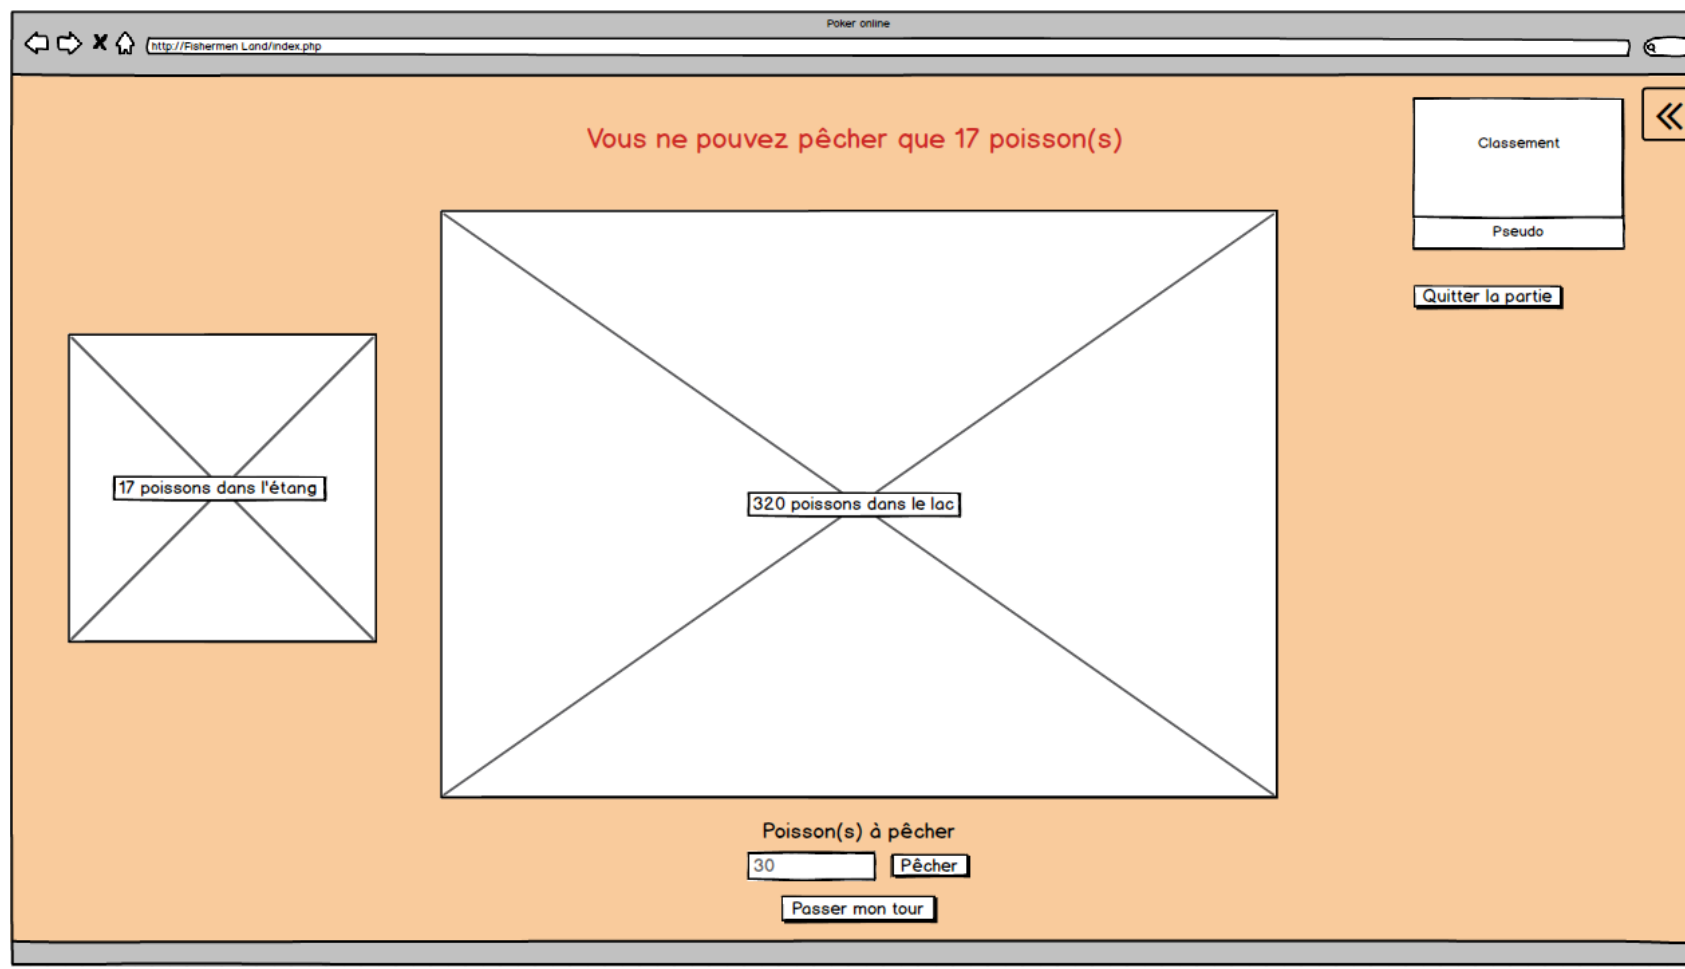 Poker online
http://Fishermen Land/index.php
Vous ne pouvez pêcher que 17 poisson(s)
Classement
Pseudo
Quitter la partie
17 poissons dans l'étang
320 poissons dans le lac
Poisson(s) à pêcher
30
Pêcher
Passer mon tour